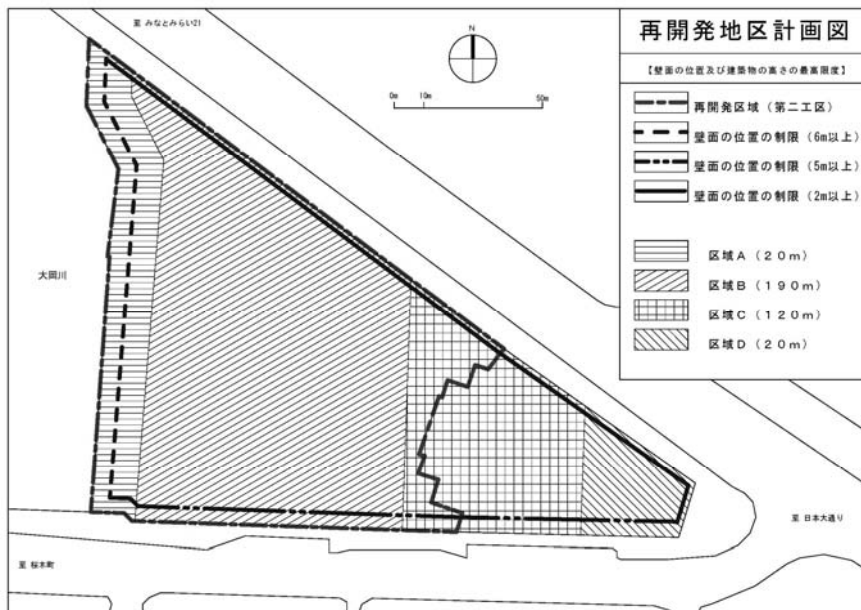 至 みなとみらい21
N
0m 10m 50m
大岡川
至 桜木町
至 日本大通り
再開発地区計画図
【壁面の位置及び建築物の高さの最高限度】
再開発区域（第二工区）
壁面の位置の制限（6m以上）
壁面の位置の制限（5m以上）
壁面の位置の制限（2m以上）
区域A（20m）
区域B（190m）
区域C（120m）
区域D（20m）